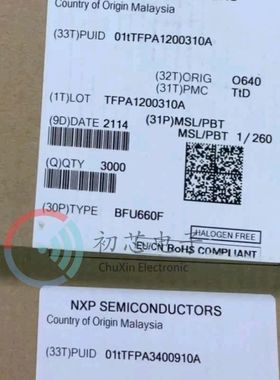 Country of Origin Malaysia
(33T)PUID 01tTFPA1200310A
(32T)ORIG O640
(31T)PMC TtD
(1T)LOT TFPA1200310A
(9D)DATE 2114
(31P)MSL/PBT
MSL/PBT 1/260
(Q)QTY 3000
(30P)TYPE BFU660F
HALOGEN FREE
EU/CN RoHS COMPLIANT
初芯电子
ChuXin Electronic
NXP SEMICONDUCTORS
Country of Origin Malaysia
(33T)PUID 01tTFPA3400910A